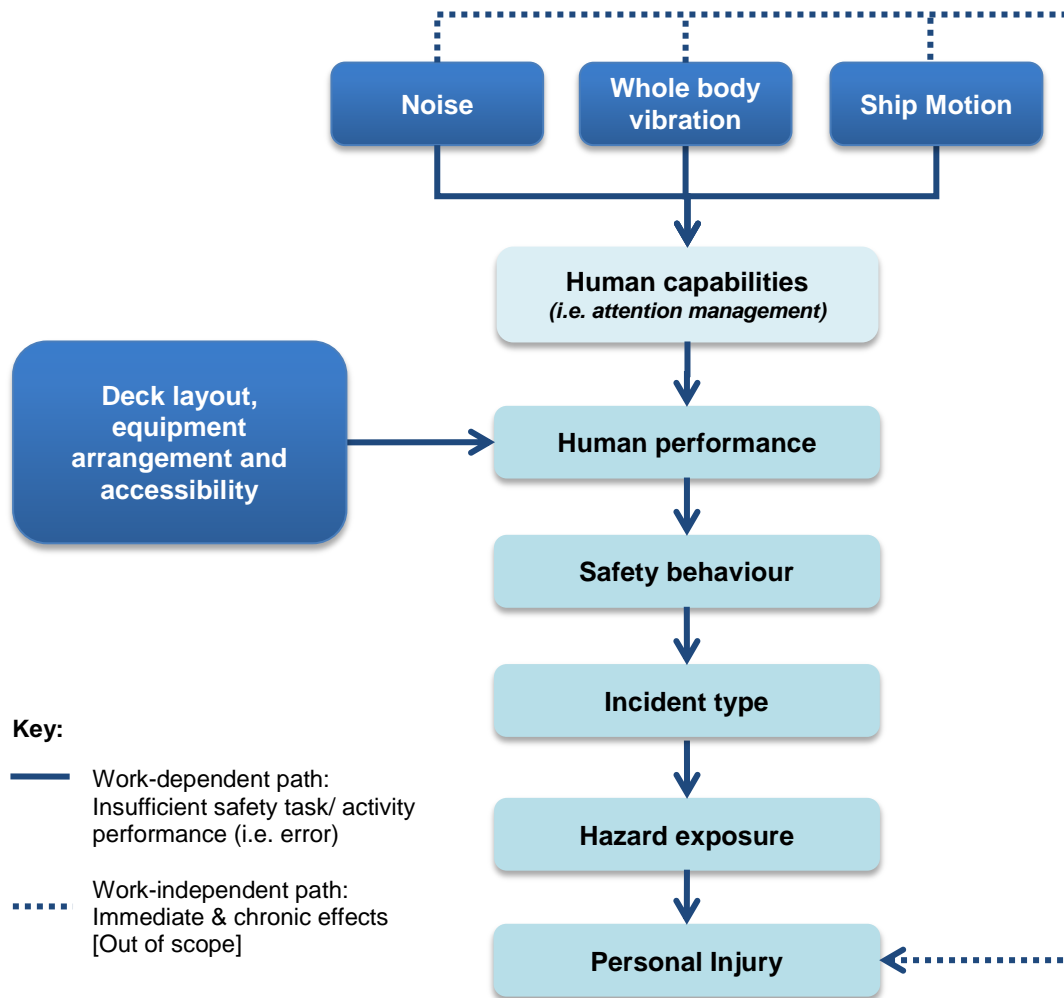 Noise
Whole body
vibration
Ship Motion
Human capabilities
(i.e. attention management)
Deck layout,
equipment
arrangement and
accessibility
Human performance
Safety behaviour
Incident type
Hazard exposure
Personal Injury
Key:
Work-dependent path:
Insufficient safety task/ activity
performance (i.e. error)
Work-independent path:
Immediate & chronic effects
[Out of scope]